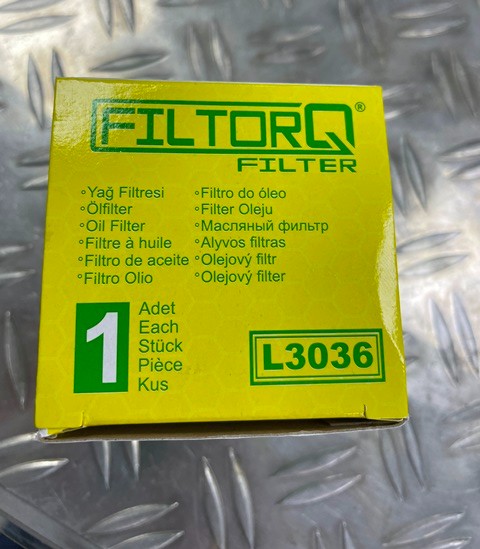 FILTORQ®
FILTER
°Yağ Filtresi
°Ölfilter
°Oil Filter
°Filtre à huile
°Filtro de aceite
°Filtro Olio
°Filtro do óleo
°Filter Oleju
°Масляный фильтр
°Alyvos filtras
°Olejový filtr
°Olejový filter
1
Adet
Each
Stück
Pièce
Kus
L3036